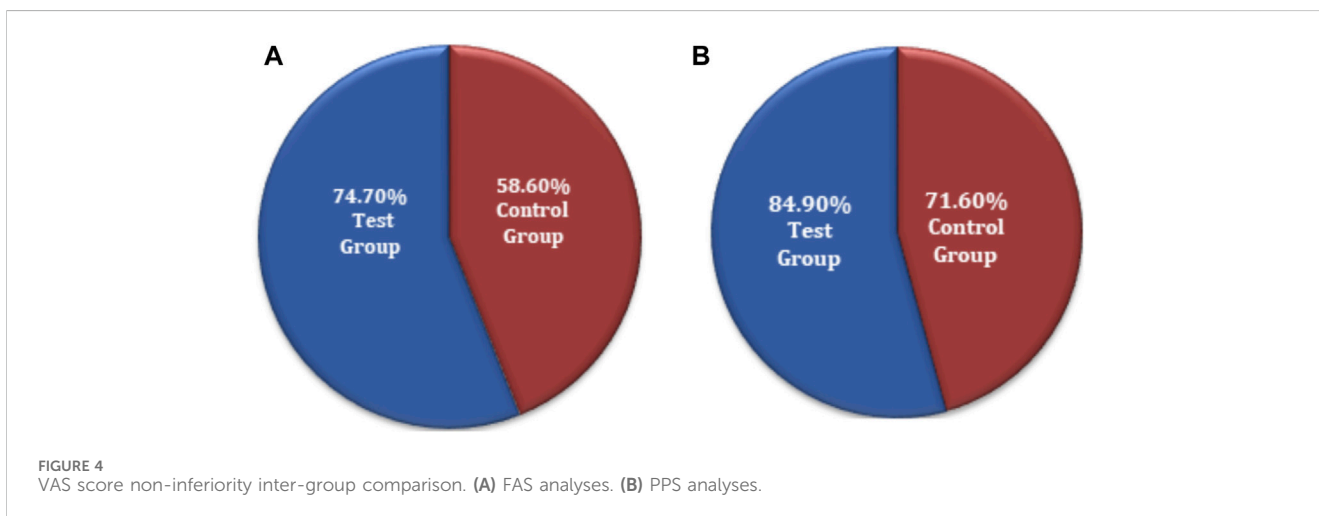 A
74.70%
Test
Group
58.60%
Control
Group
B
84.90%
Test
Group
71.60%
Control
Group
FIGURE 4
VAS score non-inferiority inter-group comparison. (A) FAS analyses. (B) PPS analyses.